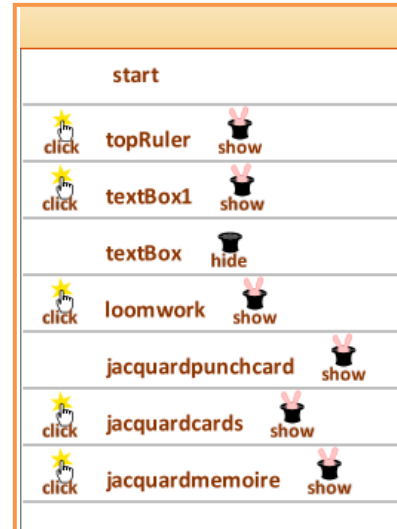 start
click topRuler show
click textBox1 show
textBox hide
click loomwork show
jacquardpunchcard show
click jacquardcards show
click jacquardmemoire show